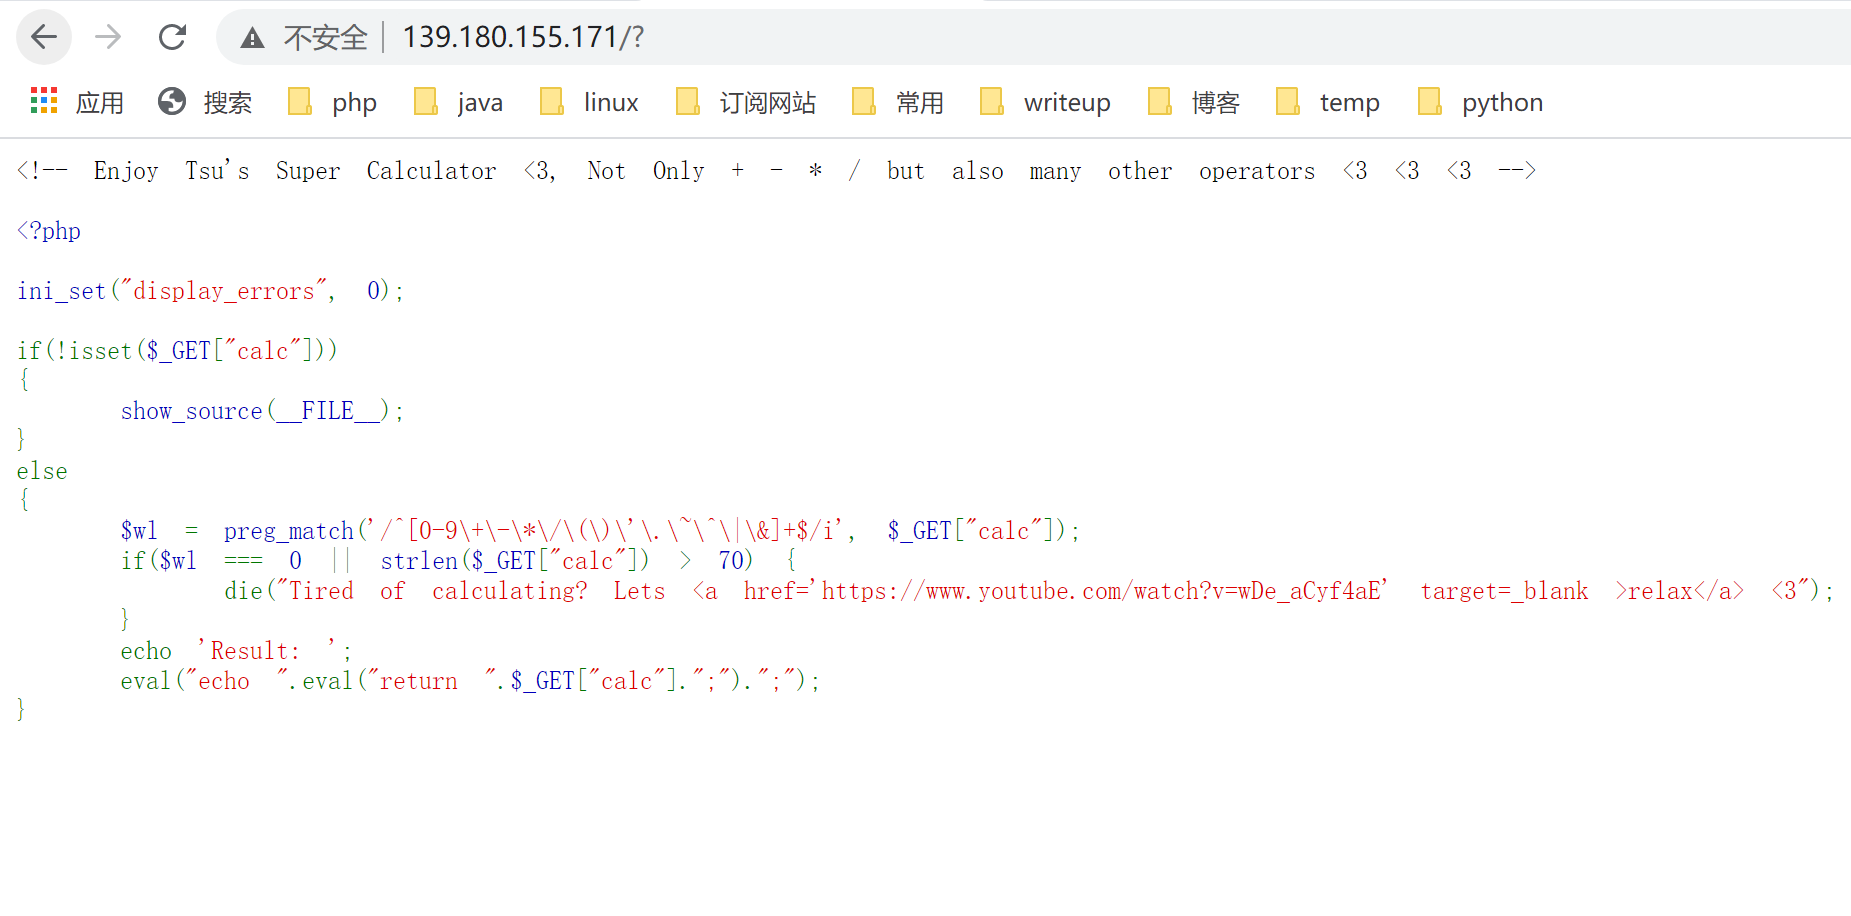 不安全 | 139.180.155.171/?
应用 搜索 php java linux 订阅网站 常用 writeup 博客 temp python
<!-- Enjoy Tsu's Super Calculator <3, Not Only + - * / but also many other operators <3 <3 <3 -->
<?php
ini_set("display_errors", 0);
if(!isset($_GET["calc"]))
{
show_source(__FILE__);
}
else
{
$wl = preg_match('/^[0-9\+\-\*\/\(\)\'\.\~\^\|\&]+$/i', $_GET["calc"]);
if($wl === 0 || strlen($_GET["calc"]) > 70) {
die("Tired of calculating? Lets <a href='https://www.youtube.com/watch?v=wDe_aCyf4aE' target=_blank >relax</a> <3");
}
echo 'Result: ';
eval("echo ".eval("return ".$_GET["calc"].";").";");
}